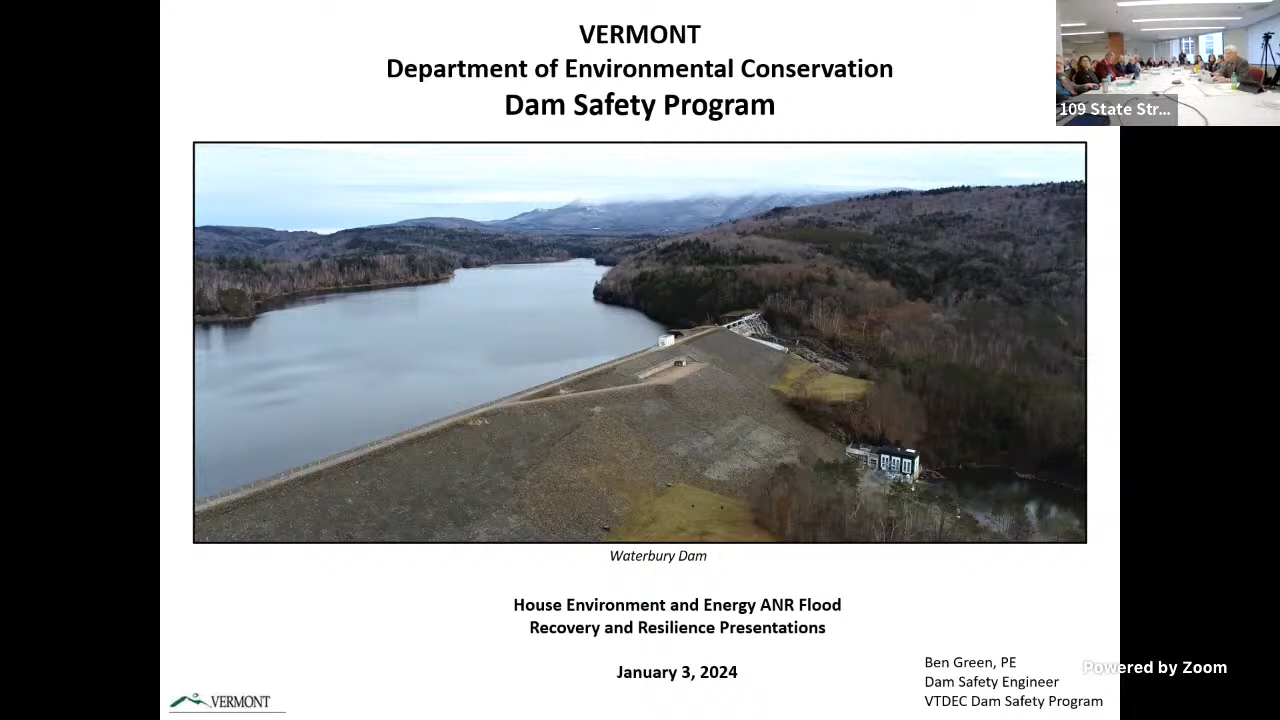 VERMONT
Department of Environmental Conservation
Dam Safety Program
109 State Str...
Waterbury Dam
House Environment and Energy ANR Flood
Recovery and Resilience Presentations
January 3, 2024
Ben Green, PE
Dam Safety Engineer
VTDEC Dam Safety Program
Powered by Zoom
VERMONT